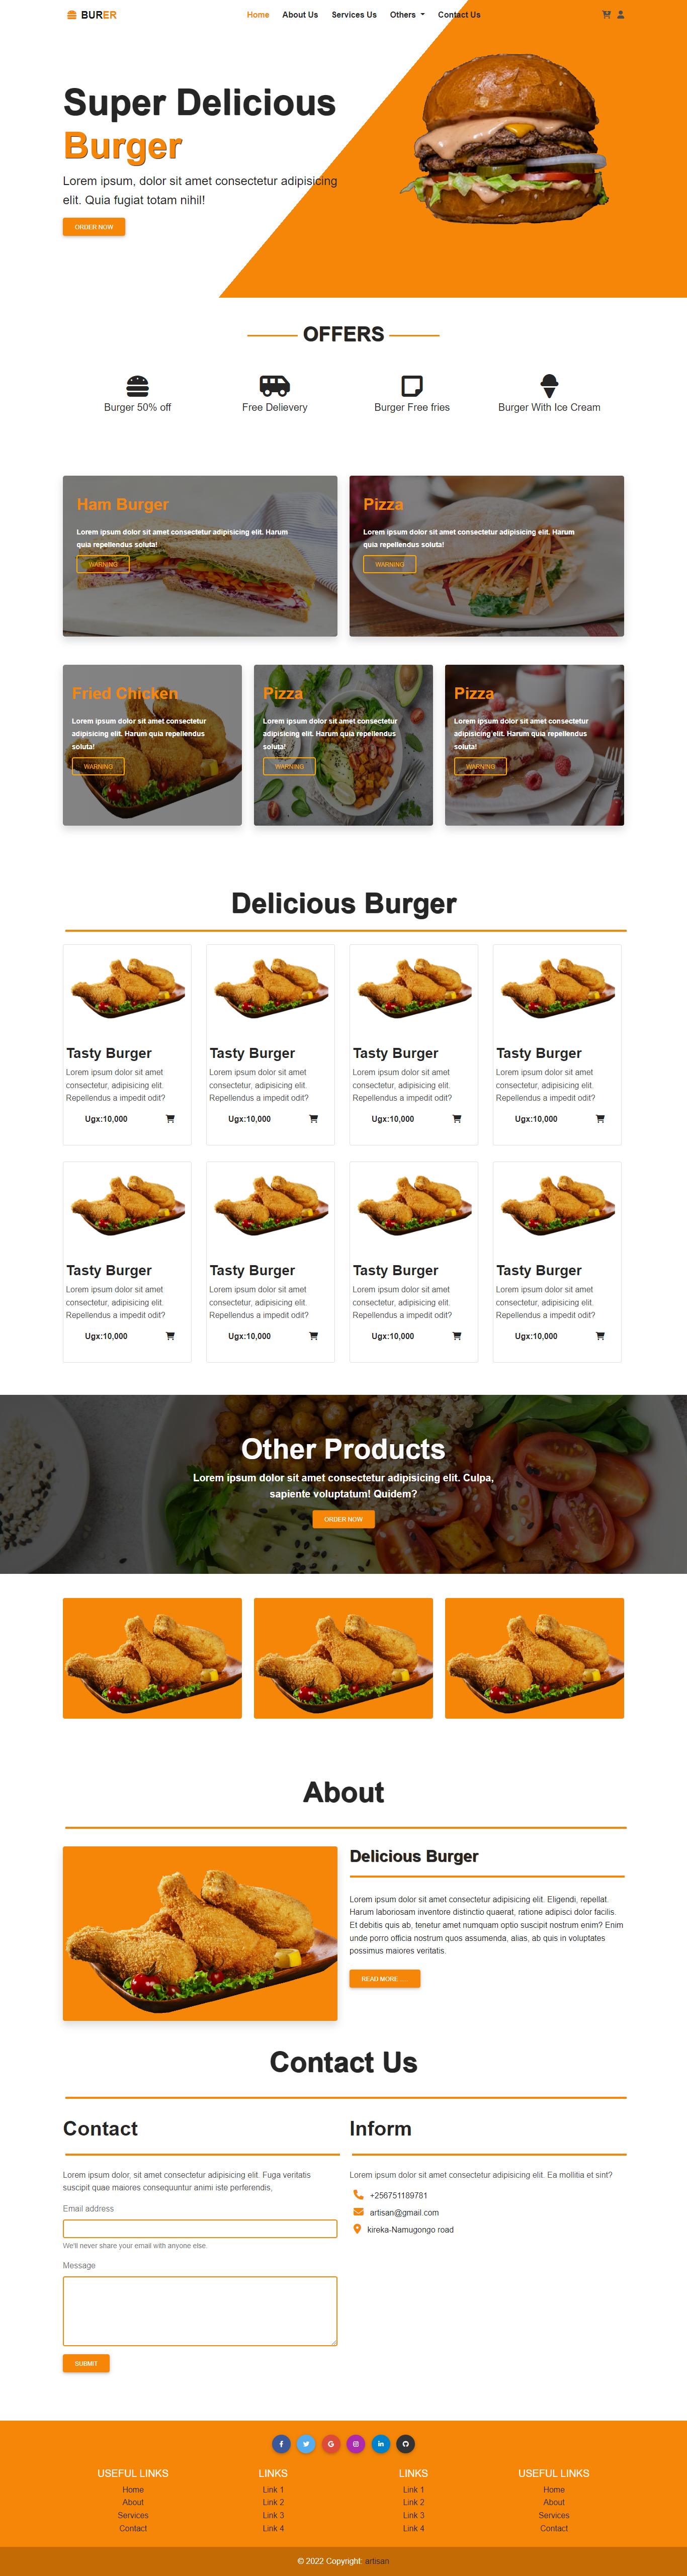 BURER
Home About Us Services Us Others Contact Us
Super Delicious
Burger
Lorem ipsum, dolor sit amet consectetur adipisicing
elit. Quia fugiat totam nihil!
ORDER NOW
OFFERS
Burger 50% off
Free Delievery
Burger Free fries
Burger With Ice Cream
Ham Burger
Lorem ipsum dolor sit amet consectetur adipisicing elit. Harum
quia repellendus soluta!
WARNING
Pizza
Lorem ipsum dolor sit amet consectetur adipisicing elit. Harum
quia repellendus soluta!
WARNING
Fried Chicken
Lorem ipsum dolor sit amet consectetur
adipisicing elit. Harum quia repellendus
soluta!
WARNING
Pizza
Lorem ipsum dolor sit amet consectetur
adipisicing elit. Harum quia repellendus
soluta!
WARNING
Pizza
Lorem ipsum dolor sit amet consectetur
adipisicing elit. Harum quia repellendus
soluta!
WARNING
Delicious Burger
Tasty Burger
Lorem ipsum dolor sit amet
consectetur, adipisicing elit.
Repellendus a impedit odit?
Ugx:10,000
Tasty Burger
Lorem ipsum dolor sit amet
consectetur, adipisicing elit.
Repellendus a impedit odit?
Ugx:10,000
Tasty Burger
Lorem ipsum dolor sit amet
consectetur, adipisicing elit.
Repellendus a impedit odit?
Ugx:10,000
Tasty Burger
Lorem ipsum dolor sit amet
consectetur, adipisicing elit.
Repellendus a impedit odit?
Ugx:10,000
Tasty Burger
Lorem ipsum dolor sit amet
consectetur, adipisicing elit.
Repellendus a impedit odit?
Ugx:10,000
Tasty Burger
Lorem ipsum dolor sit amet
consectetur, adipisicing elit.
Repellendus a impedit odit?
Ugx:10,000
Tasty Burger
Lorem ipsum dolor sit amet
consectetur, adipisicing elit.
Repellendus a impedit odit?
Ugx:10,000
Tasty Burger
Lorem ipsum dolor sit amet
consectetur, adipisicing elit.
Repellendus a impedit odit?
Ugx:10,000
Other Products
Lorem ipsum dolor sit amet consectetur adipisicing elit. Culpa,
sapiente voluptatum! Quidem?
ORDER NOW
About
Delicious Burger
Lorem ipsum dolor sit amet consectetur adipisicing elit. Eligendi, repellat.
Harum laboriosam inventore distinctio quaerat, ratione adipisci dolor facilis.
Et debitis quis ab, tenetur amet numquam optio suscipit nostrum enim? Enim
unde porro officia nostrum quos assumenda, alias, ab quis in voluptates
possimus maiores veritatis.
READ MORE ....
Contact Us
Contact
Lorem ipsum dolor, sit amet consectetur adipisicing elit. Fuga veritatis
suscipit quae maiores consequuntur animi iste perferendis,
Email address
We'll never share your email with anyone else.
Message
SUBMIT
Inform
Lorem ipsum dolor sit amet consectetur adipisicing elit. Ea mollitia et sint?
+256751189781
artisan@gmail.com
kireka-Namugongo road
USEFUL LINKS
Home
About
Services
Contact
LINKS
Link 1
Link 2
Link 3
Link 4
LINKS
Link 1
Link 2
Link 3
Link 4
USEFUL LINKS
Home
About
Services
Contact
© 2022 Copyright: artisan